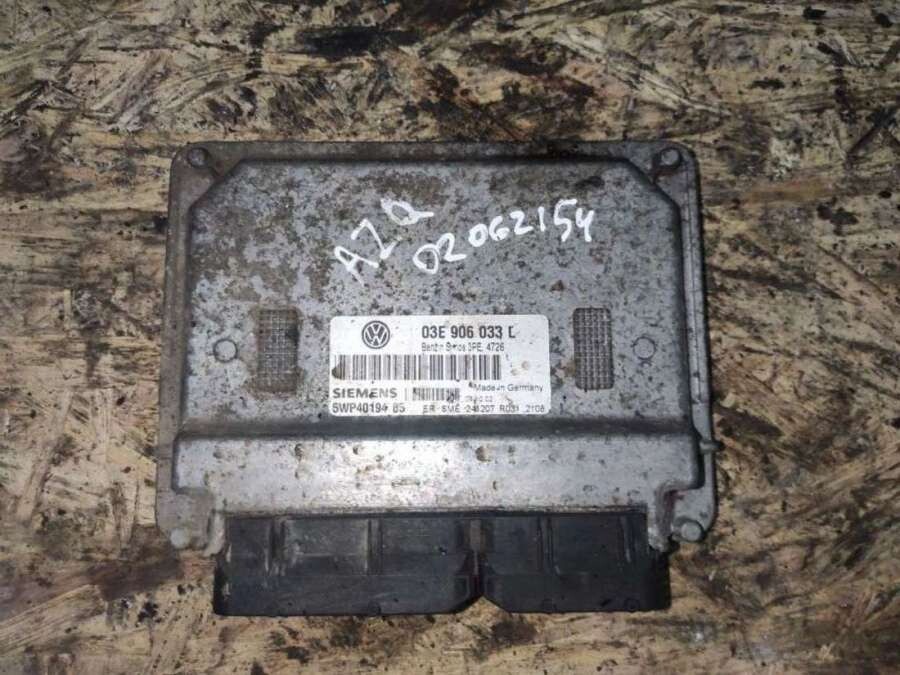 AZQ
02062154
03E 906 033 L
Benzin Simos 3PE, 4726
Made in Germany
SIEMENS
5WP40194 05